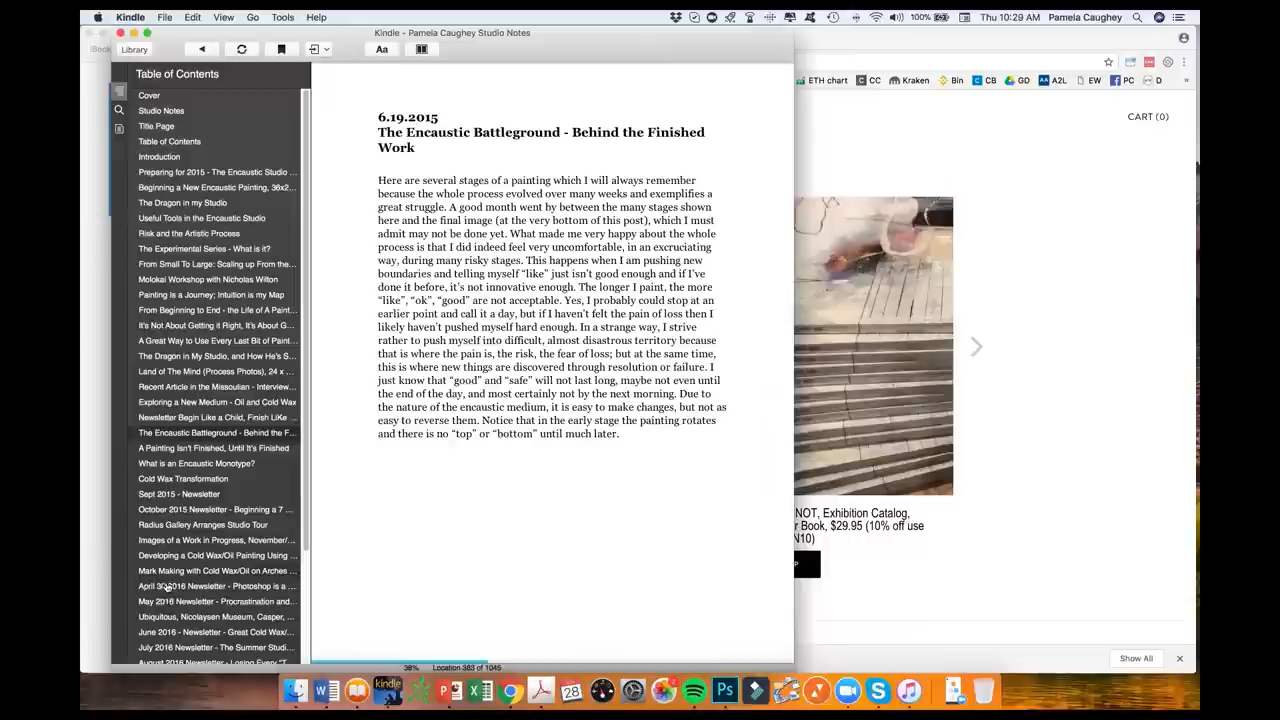 Kindle File Edit View Go Tools Help
100% Thu 10:29 AM Pamela Caughey
Kindle - Pamela Caughey Studio Notes
iBook
Library
Aa
ETH chart CC Kraken Bin CB GD A2L EW PC D »
Table of Contents
Cover
Studio Notes
Title Page
Table of Contents
Introduction
Preparing for 2015 - The Encaustic Studio ...
Beginning a New Encaustic Painting, 36x2...
The Dragon in my Studio
Useful Tools in the Encaustic Studio
Risk and the Artistic Process
The Experimental Series - What is it?
From Small To Large: Scaling up From the...
Molokai Workshop with Nicholas Wilton
Painting Is a Journey; Intuition is my Map
From Beginning to End - the Life of A Paint...
It's Not About Getting it Right, It's About G...
A Great Way to Use Every Last Bit of Paint...
The Dragon in My Studio, and How He's S...
Land of The Mind (Process Photos), 24 x ...
Recent Article in the Missoulian - Interview...
Exploring a New Medium - Oil and Cold Wax
Newsletter Begin Like a Child, Finish LiKe ...
The Encaustic Battleground - Behind the F...
A Painting Isn't Finished, Until It's Finished
What is an Encaustic Monotype?
Cold Wax Transformation
Sept 2015 - Newsletter
October 2015 Newsletter - Beginning a 7 ...
Radius Gallery Arranges Studio Tour
Images of a Work in Progress, November/...
Developing a Cold Wax/Oil Painting Using ...
Mark Making with Cold Wax/Oil on Arches ...
April 2016 Newsletter - Photoshop is a ...
May 2016 Newsletter - Procrastination and...
Ubiquitous, Nicolaysen Museum, Casper, ...
June 2016 - Newsletter - Great Cold Wax/...
July 2016 Newsletter - The Summer Studi...
August 2016 Newsletter - Losing Every "T...
6.19.2015
The Encaustic Battleground - Behind the Finished
Work
Here are several stages of a painting which I will always remember
because the whole process evolved over many weeks and exemplifies a
great struggle. A good month went by between the many stages shown
here and the final image (at the very bottom of this post), which I must
admit may not be done yet. What made me very happy about the whole
process is that I did indeed feel very uncomfortable, in an excruciating
way, during many risky stages. This happens when I am pushing new
boundaries and telling myself “like” just isn’t good enough and if I’ve
done it before, it’s not innovative enough. The longer I paint, the more
“like”, “ok”, “good” are not acceptable. Yes, I probably could stop at an
earlier point and call it a day, but if I haven’t felt the pain of loss then I
likely haven’t pushed myself hard enough. In a strange way, I strive
rather to push myself into difficult, almost disastrous territory because
that is where the pain is, the risk, the fear of loss; but at the same time,
this is where new things are discovered through resolution or failure. I
just know that “good” and “safe” will not last long, maybe not even until
the end of the day, and most certainly not by the next morning. Due to
the nature of the encaustic medium, it is easy to make changes, but not as
easy to reverse them. Notice that in the early stage the painting rotates
and there is no “top” or “bottom” until much later.
38% Location 383 of 1045
CART (0)
NOT, Exhibition Catalog,
r Book, $29.95 (10% off use
N10)
P
Show All
kindle
28
Ps